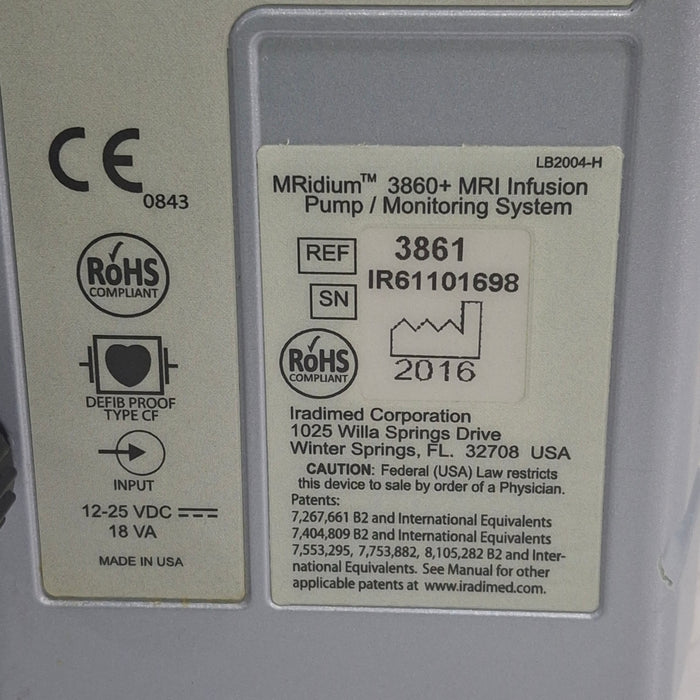 CE 0843
RoHS
COMPLIANT
DEFIB PROOF
TYPE CF
INPUT
12-25 VDC
18 VA
MADE IN USA
LB2004-H
MRidium™ 3860+ MRI Infusion
Pump / Monitoring System
REF 3861
SN IR61101698
RoHS
COMPLIANT
2016
Iradimed Corporation
1025 Willa Springs Drive
Winter Springs, FL. 32708 USA
CAUTION: Federal (USA) Law restricts
this device to sale by order of a Physician.
Patents:
7,267,661 B2 and International Equivalents
7,404,809 B2 and International Equivalents
7,553,295, 7,753,882, 8,105,282 B2 and Inter-
national Equivalents. See Manual for other
applicable patents at www.iradimed.com.